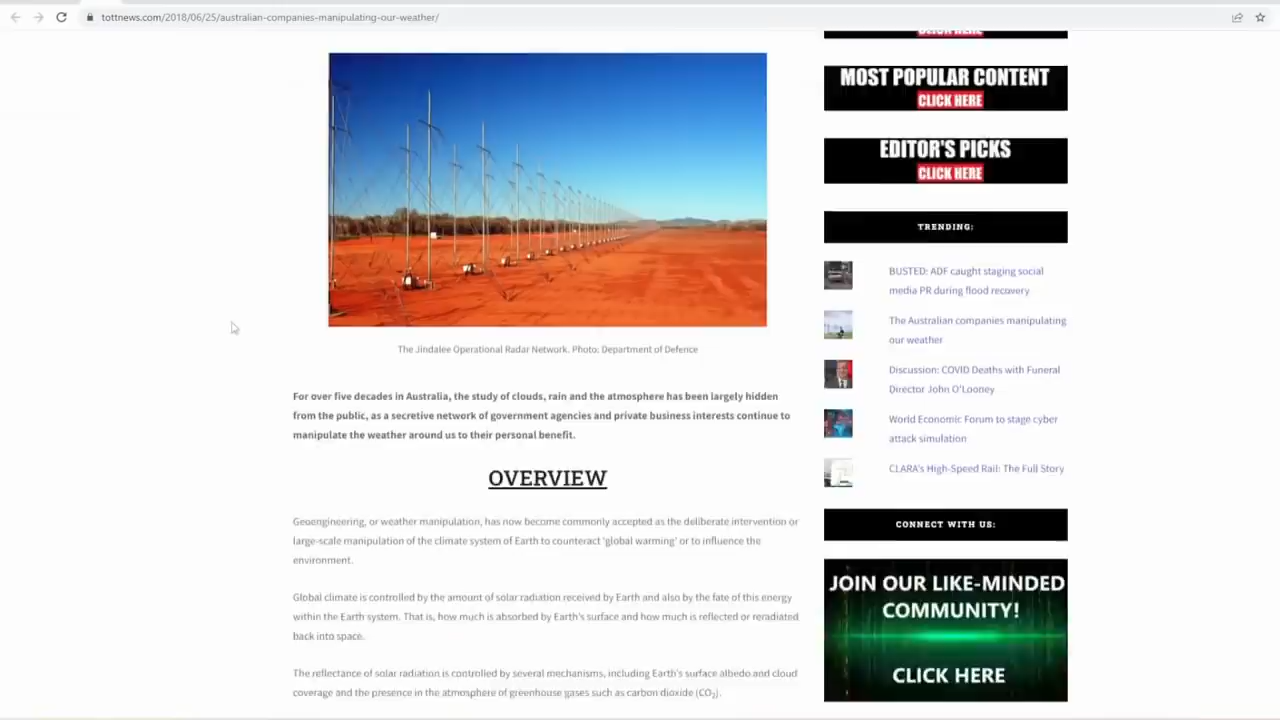 tottnews.com/2018/06/25/australian-companies-manipulating-our-weather/
CLICK HERE
MOST POPULAR CONTENT
CLICK HERE
EDITOR'S PICKS
CLICK HERE
TRENDING:
BUSTED: ADF caught staging social
media PR during flood recovery
The Australian companies manipulating
our weather
Discussion: COVID Deaths with Funeral
Director John O'Looney
World Economic Forum to stage cyber
attack simulation
CLARA's High-Speed Rail: The Full Story
CONNECT WITH US:
JOIN OUR LIKE-MINDED
COMMUNITY!
CLICK HERE
The Jindalee Operational Radar Network. Photo: Department of Defence
For over five decades in Australia, the study of clouds, rain and the atmosphere has been largely hidden
from the public, as a secretive network of government agencies and private business interests continue to
manipulate the weather around us to their personal benefit.
OVERVIEW
Geoengineering, or weather manipulation, has now become commonly accepted as the deliberate intervention or
large-scale manipulation of the climate system of Earth to counteract 'global warming' or to influence the
environment.
Global climate is controlled by the amount of solar radiation received by Earth and also by the fate of this energy
within the Earth system. That is, how much is absorbed by Earth's surface and how much is reflected or reradiated
back into space.
The reflectance of solar radiation is controlled by several mechanisms, including Earth's surface albedo and cloud
coverage and the presence in the atmosphere of greenhouse gases such as carbon dioxide (CO₂).